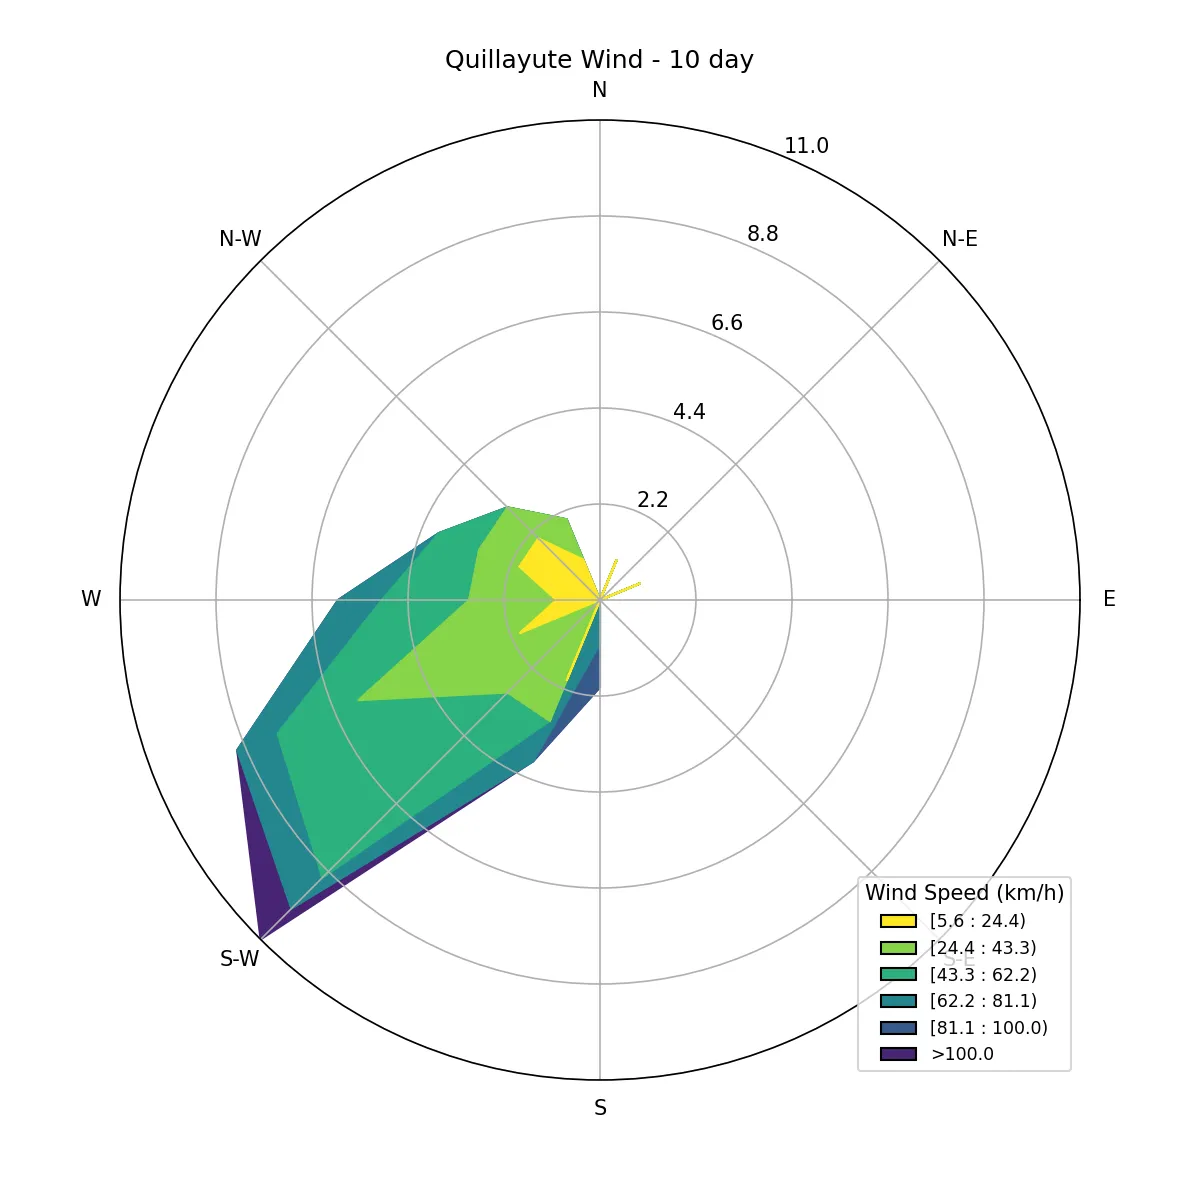 Quillayute Wind - 10 day
N
11.0
N-W
N-E
8.8
6.6
4.4
2.2
W
E
S-W
S-E
S
Wind Speed (km/h)
[5.6 : 24.4)
[24.4 : 43.3)
[43.3 : 62.2)
[62.2 : 81.1)
[81.1 : 100.0)
>100.0